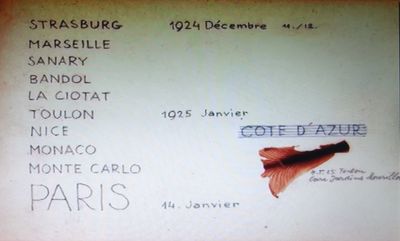 STRASBURG 1924 Décembre 11./12.
MARSEILLE
SANARY
BANDOL
LA CIOTAT
TOULON 1925 Janvier
NICE COTE D'AZUR
MONACO
MONTE CARLO
Toulon
PARIS 14. Janvier